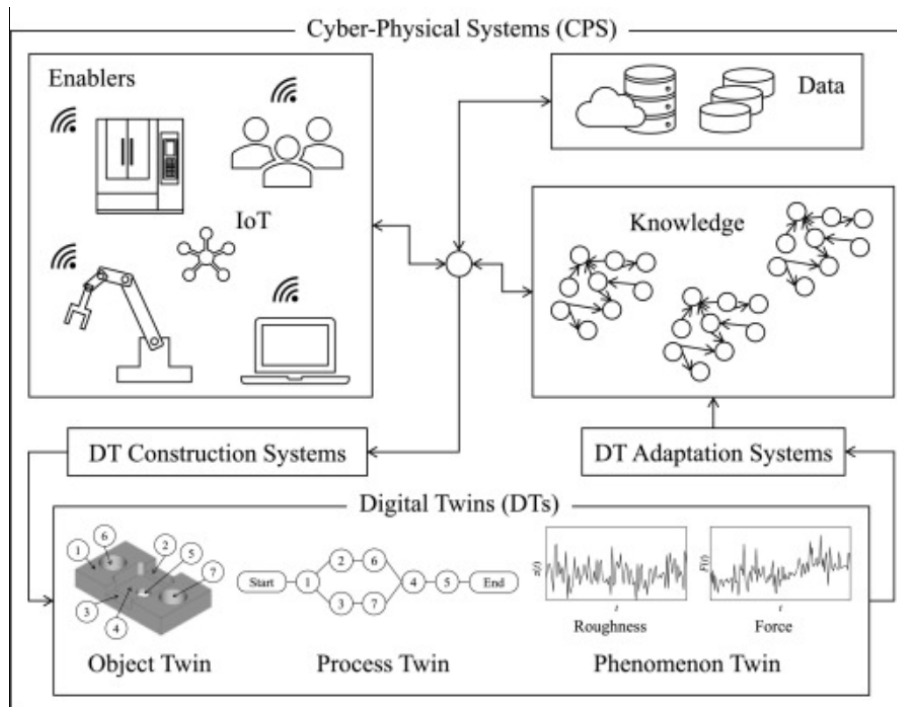 Cyber-Physical Systems (CPS)
Enablers
IoT
Data
Knowledge
DT Construction Systems
DT Adaptation Systems
Digital Twins (DTs)
1
6
2
5
7
3
4
Object Twin
Start
1
2
6
3
7
4
5
End
Process Twin
z(t)
t
Roughness
F(t)
t
Force
Phenomenon Twin